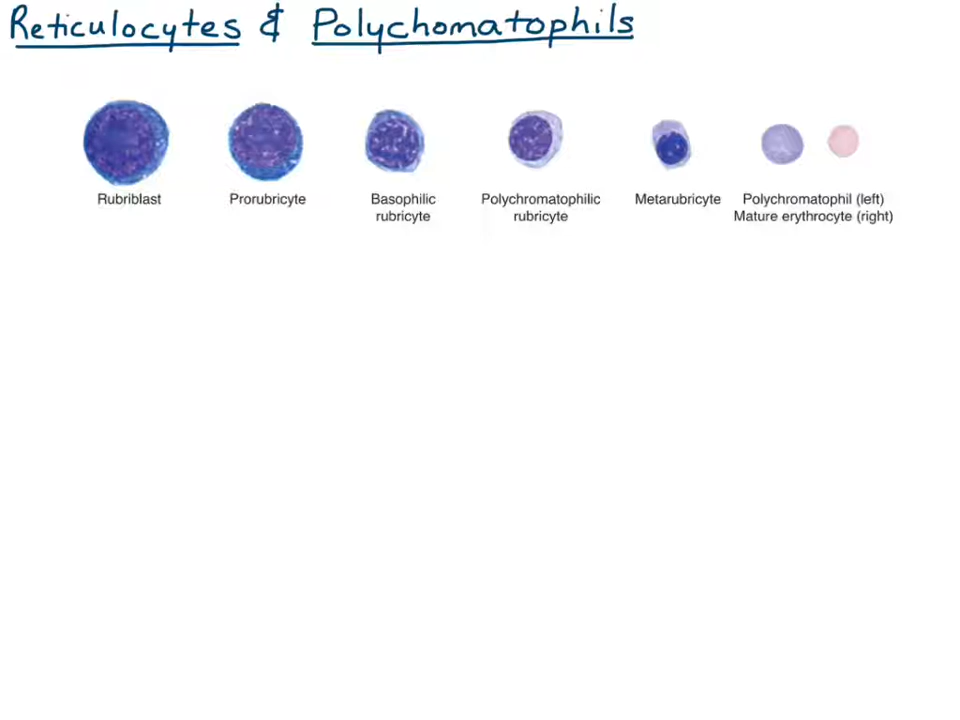 Reticulocytes & Polychomatophils
Rubriblast
Prorubricyte
Basophilic
rubricyte
Polychromatophilic
rubricyte
Metarubricyte
Polychromatophil (left)
Mature erythrocyte (right)